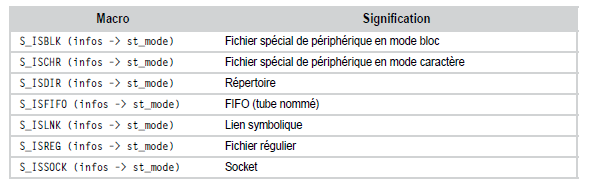 Macro Signification
S_ISBLK (infos -> st_mode) Fichier spécial de périphérique en mode bloc
S_ISCHR (infos -> st_mode) Fichier spécial de périphérique en mode caractère
S_ISDIR (infos -> st_mode) Répertoire
S_ISFIFO (infos -> st_mode) FIFO (tube nommé)
S_ISLNK (infos -> st_mode) Lien symbolique
S_ISREG (infos -> st_mode) Fichier régulier
S_ISSOCK (infos -> st_mode) Socket